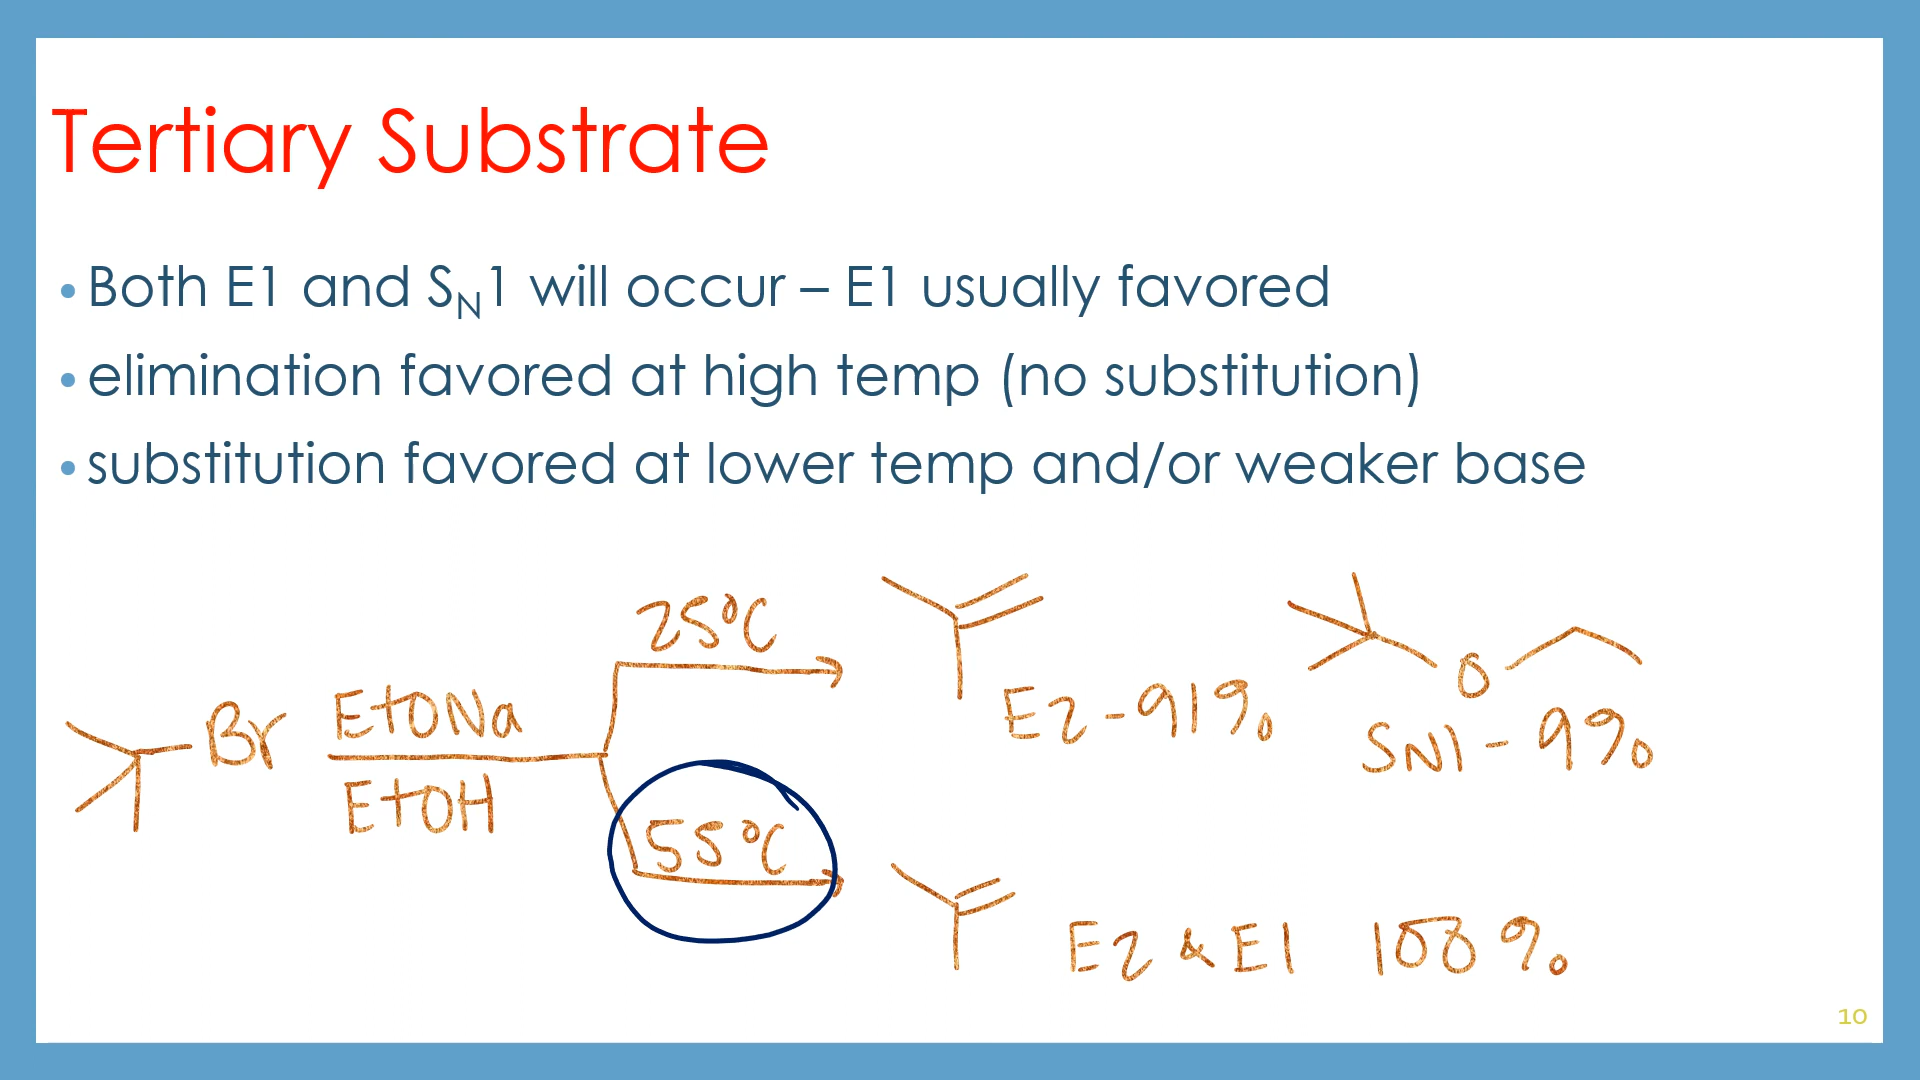 Tertiary Substrate
• Both E1 and SN1 will occur – E1 usually favored
• elimination favored at high temp (no substitution)
• substitution favored at lower temp and/or weaker base
25°C
Br EtONa
EtOH
O
E2 - 91%
SN1 - 9%
55°C
E2 & E1 100%
10